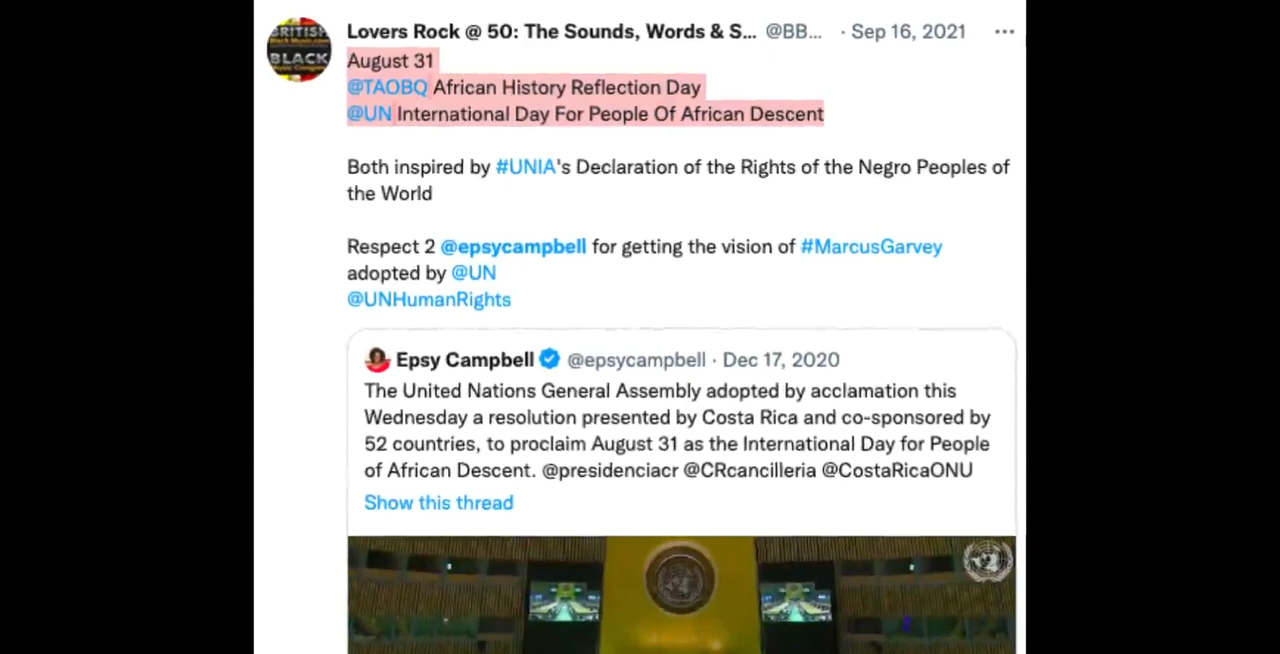 BRITISH
BLACK
Lovers Rock @ 50: The Sounds, Words & S... @BB... · Sep 16, 2021 ···
August 31
@TAOBQ African History Reflection Day
@UN International Day For People Of African Descent
Both inspired by #UNIA's Declaration of the Rights of the Negro Peoples of
the World
Respect 2 @epsycampbell for getting the vision of #MarcusGarvey
adopted by @UN
@UNHumanRights
Epsy Campbell @epsycampbell · Dec 17, 2020
The United Nations General Assembly adopted by acclamation this
Wednesday a resolution presented by Costa Rica and co-sponsored by
52 countries, to proclaim August 31 as the International Day for People
of African Descent. @presidenciacr @CRcancilleria @CostaRicaONU
Show this thread